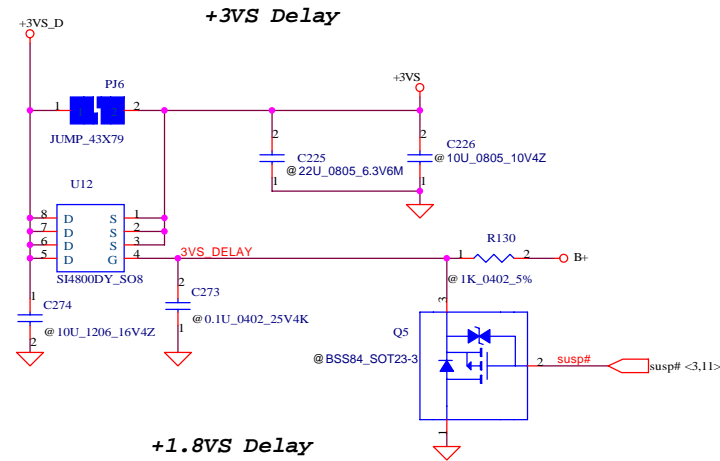 +3VS Delay
+3VS_D
+3VS
PJ6
1 2
JUMP_43X79
2 2
C225
@22U_0805_6.3V6M
1
C226
@10U_0805_10V4Z
1
U12
8 D S 1
7 D S 2
6 D S 3
5 D G 4
3VS_DELAY
SI4800DY_SO8
R130
1 2
B+
@1K_0402_5%
1
C274
@10U_1206_16V4Z
2
2
C273
@0.1U_0402_25V4K
1
3
Q5
@BSS84_SOT23-3
2
susp#
susp# <3,11>
1
+1.8VS Delay